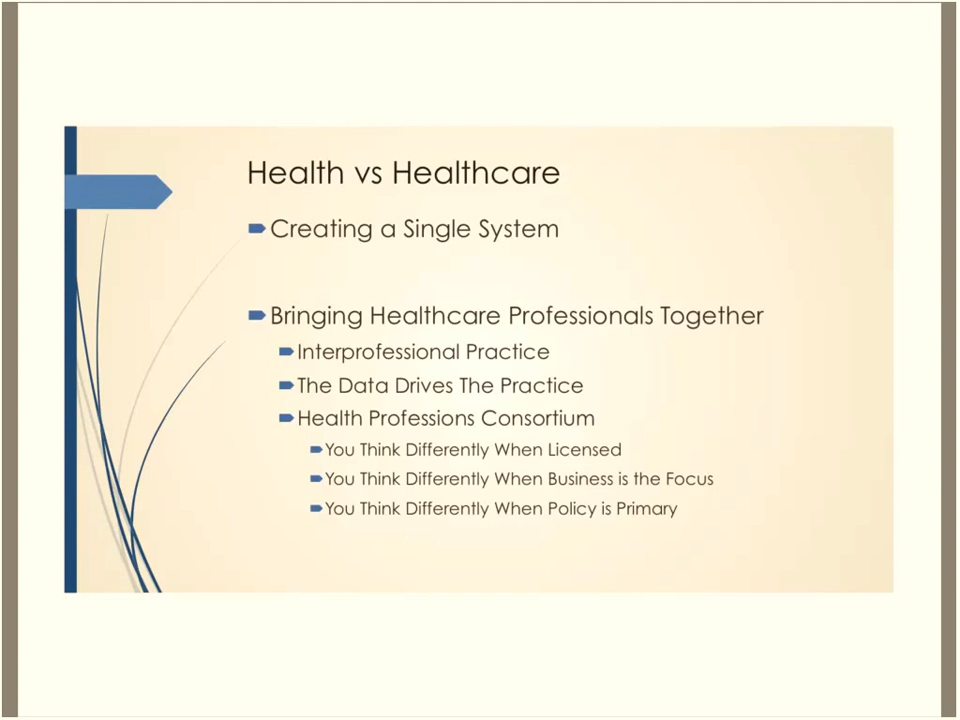 Health vs Healthcare
Creating a Single System
Bringing Healthcare Professionals Together
Interprofessional Practice
The Data Drives The Practice
Health Professions Consortium
You Think Differently When Licensed
You Think Differently When Business is the Focus
You Think Differently When Policy is Primary